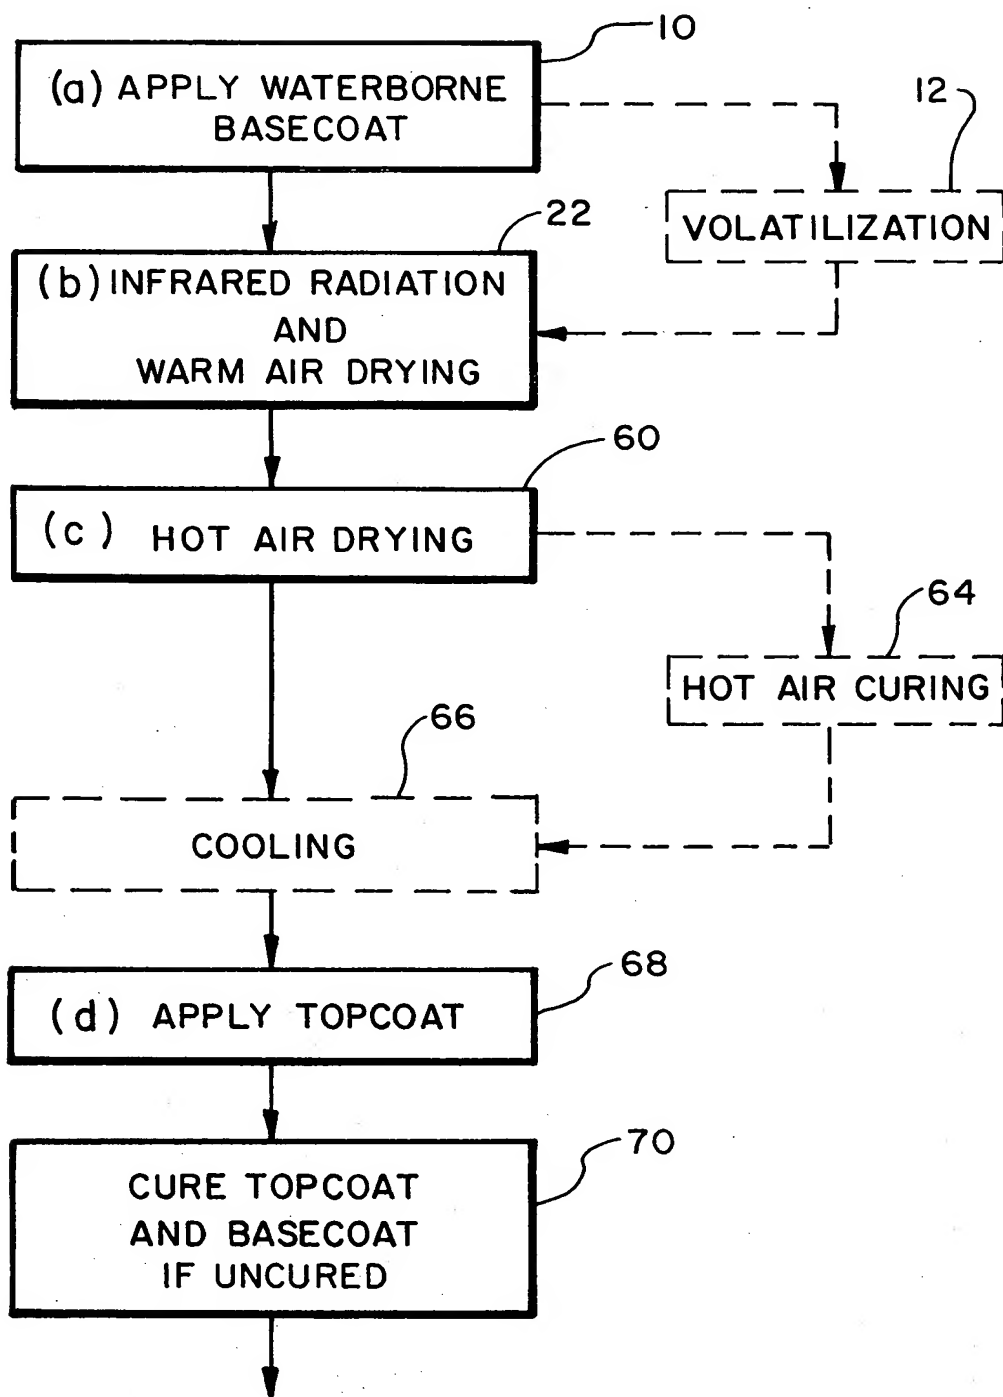 10
(a) APPLY WATERBORNE
BASECOAT
12
VOLATILIZATION
22
(b) INFRARED RADIATION
AND
WARM AIR DRYING
60
(c) HOT AIR DRYING
64
HOT AIR CURING
66
COOLING
68
(d) APPLY TOPCOAT
70
CURE TOPCOAT
AND BASECOAT
IF UNCURED